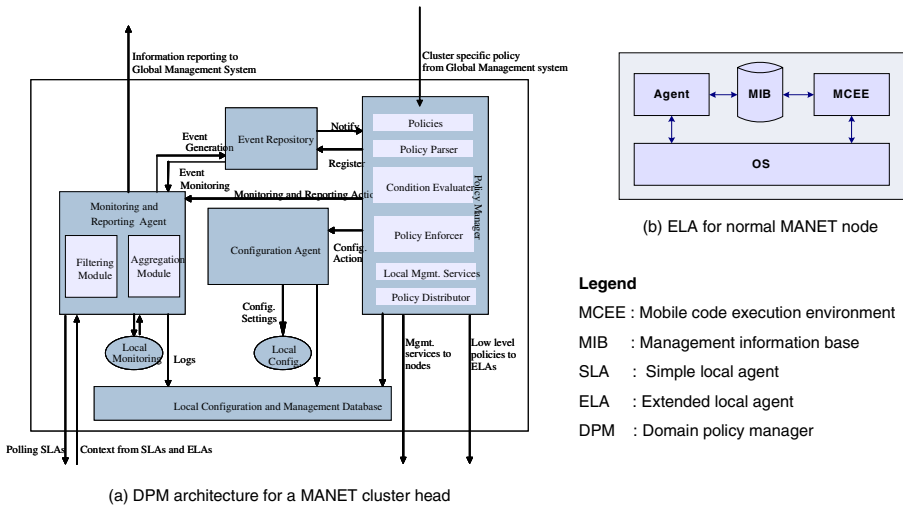 Information reporting to
Global Management System
Cluster specific policy
from Global Management system
Event Repository
Notify
Register
Event
Generation
Event
Monitoring
Monitoring and Reporting Actio
Policies
Policy Parser
Condition Evaluater
Policy Enforcer
Local Mgmt. Services
Policy Distributor
Policy Manager
Monitoring and
Reporting Agent
Filtering
Module
Aggregation
Module
Configuration Agent
Config.
Action
Config.
Settings
Local
Monitoring
Logs
Local
Config.
Mgmt.
services to
nodes
Low level
policies to
ELAs
Local Configuration and Management Database
Polling SLAs
Context from SLAs and ELAs
(a) DPM architecture for a MANET cluster head
Agent
MIB
MCEE
OS
(b) ELA for normal MANET node
Legend
MCEE : Mobile code execution environment
MIB : Management information base
SLA : Simple local agent
ELA : Extended local agent
DPM : Domain policy manager